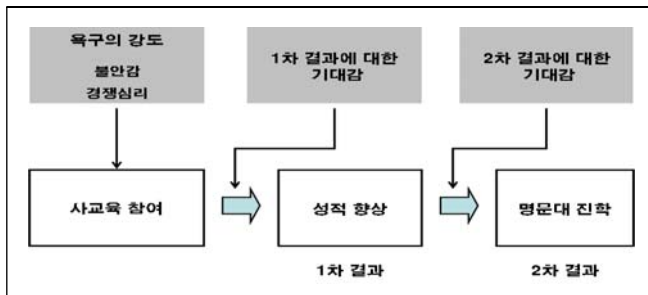 욕구의 강도
불안감
경쟁심리
1차 결과에 대한
기대감
2차 결과에 대한
기대감
사교육 참여
성적 향상
명문대 진학
1차 결과
2차 결과